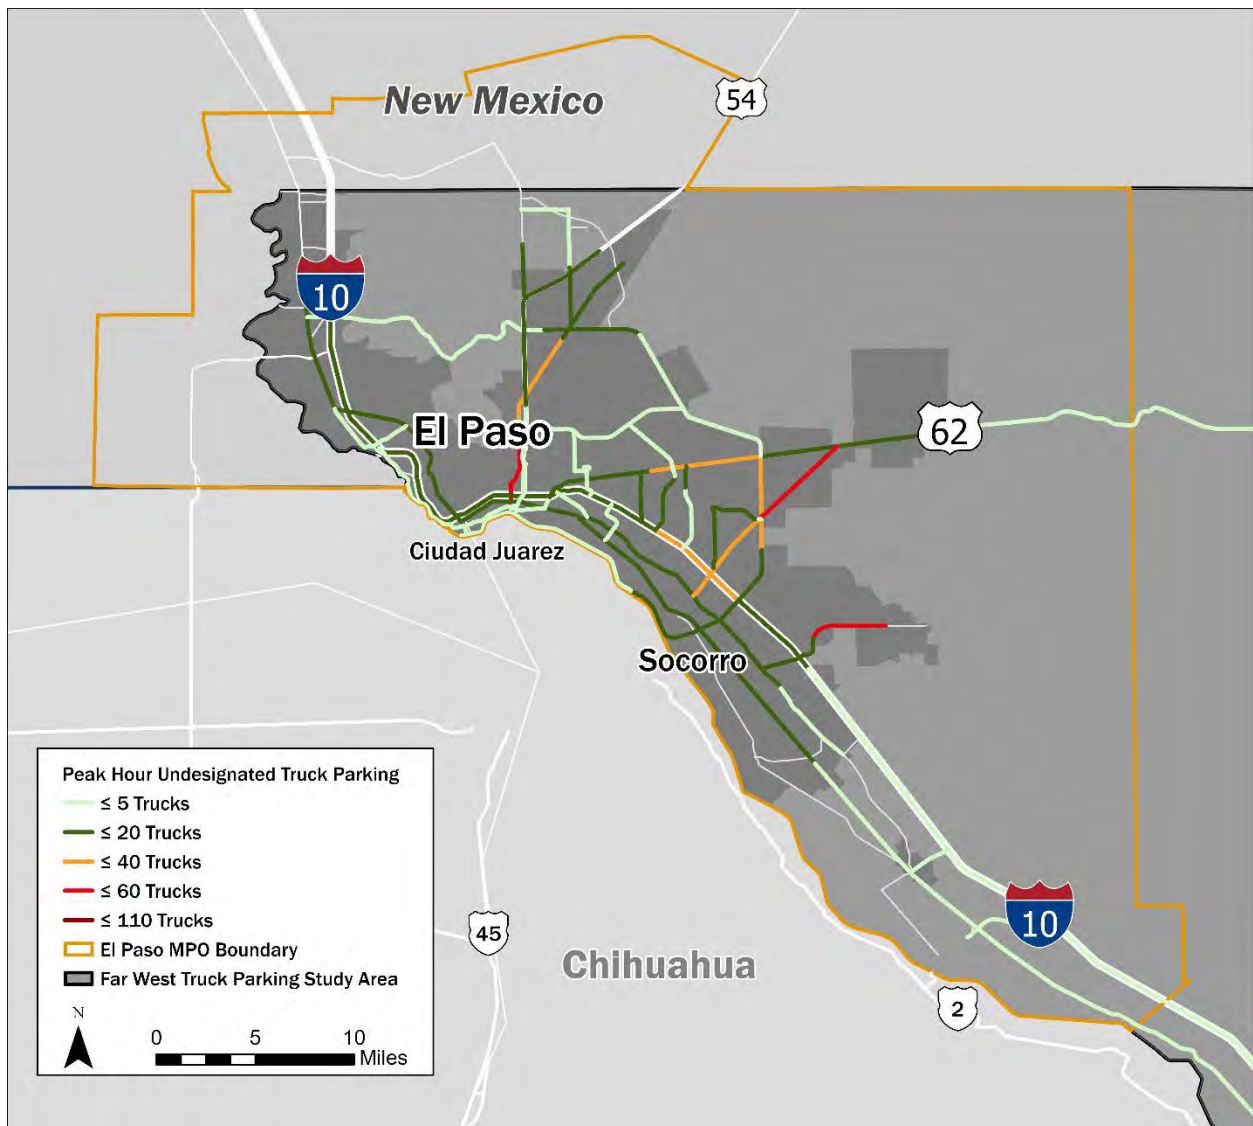 New Mexico
54
10
El Paso
62
Ciudad Juarez
Socorro
Peak Hour Undesignated Truck Parking
≤ 5 Trucks
≤ 20 Trucks
≤ 40 Trucks
≤ 60 Trucks
≤ 110 Trucks
El Paso MPO Boundary
Far West Truck Parking Study Area
N
0 5 10
Miles
45
Chihuahua
10
2